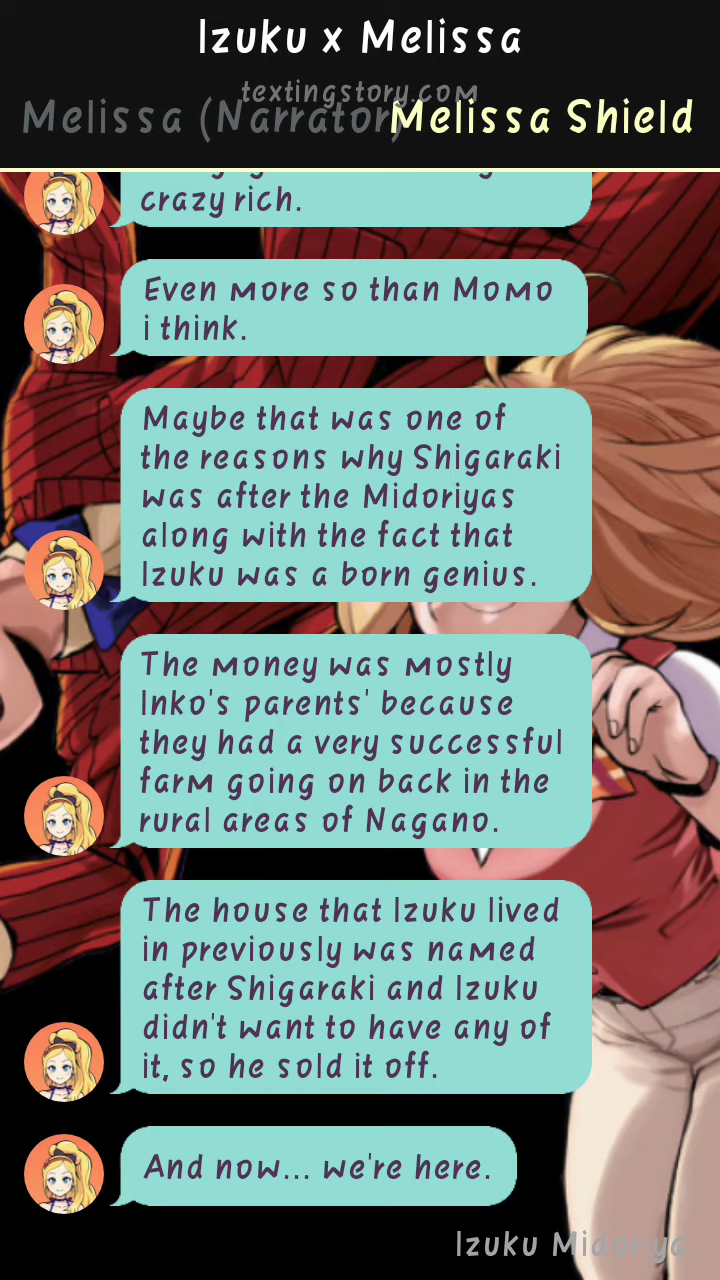 Izuku x Melissa
textingstory.com
Melissa (Narrator)
Melissa Shield
crazy rich.
Even more so than Momo
i think.
Maybe that was one of
the reasons why Shigaraki
was after the Midoriyas
along with the fact that
Izuku was a born genius.
The money was mostly
Inko's parents' because
they had a very successful
farm going on back in the
rural areas of Nagano.
The house that Izuku lived
in previously was named
after Shigaraki and Izuku
didn't want to have any of
it, so he sold it off.
And now... we're here.
Izuku Midoriya